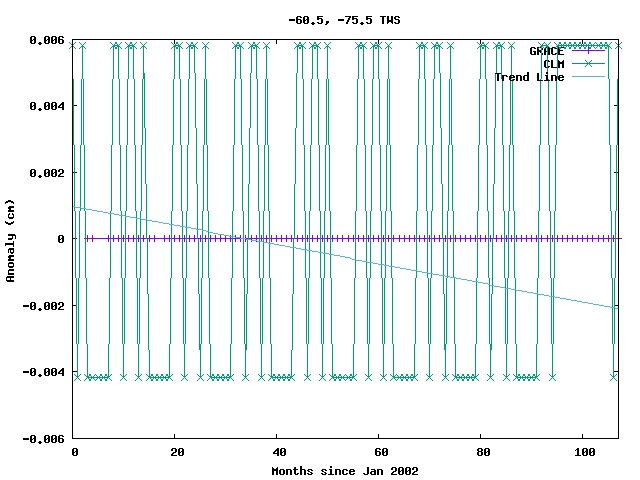 -60.5, -75.5 TWS
0.006
0.004
0.002
0
-0.002
-0.004
-0.006
Anomaly (cm)
GRACE
CLM
Trend Line
0 20 40 60 80 100
Months since Jan 2002